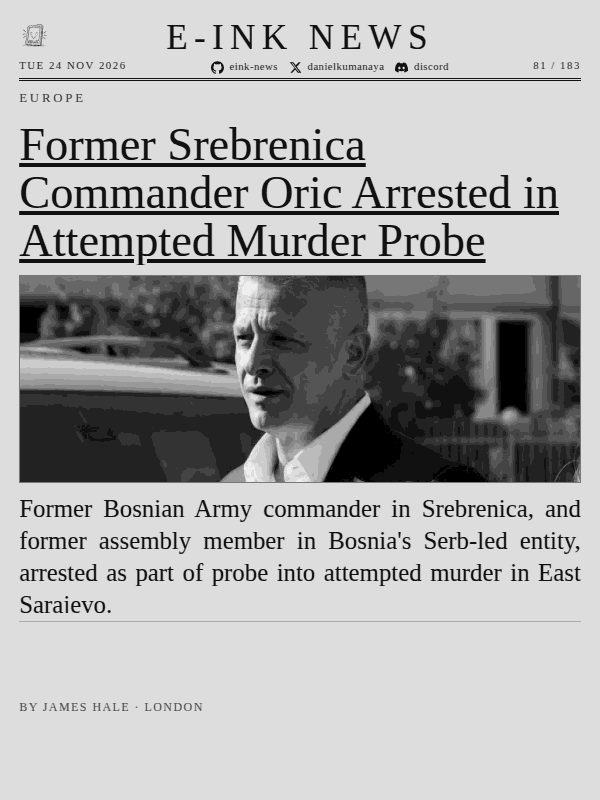 E-INK NEWS
TUE 24 NOV 2026
eink-news danielkumanaya discord
81 / 183
EUROPE
Former Srebrenica
Commander Oric Arrested in
Attempted Murder Probe
Former Bosnian Army commander in Srebrenica, and
former assembly member in Bosnia's Serb-led entity,
arrested as part of probe into attempted murder in East
Sarajevo.
BY JAMES HALE · LONDON